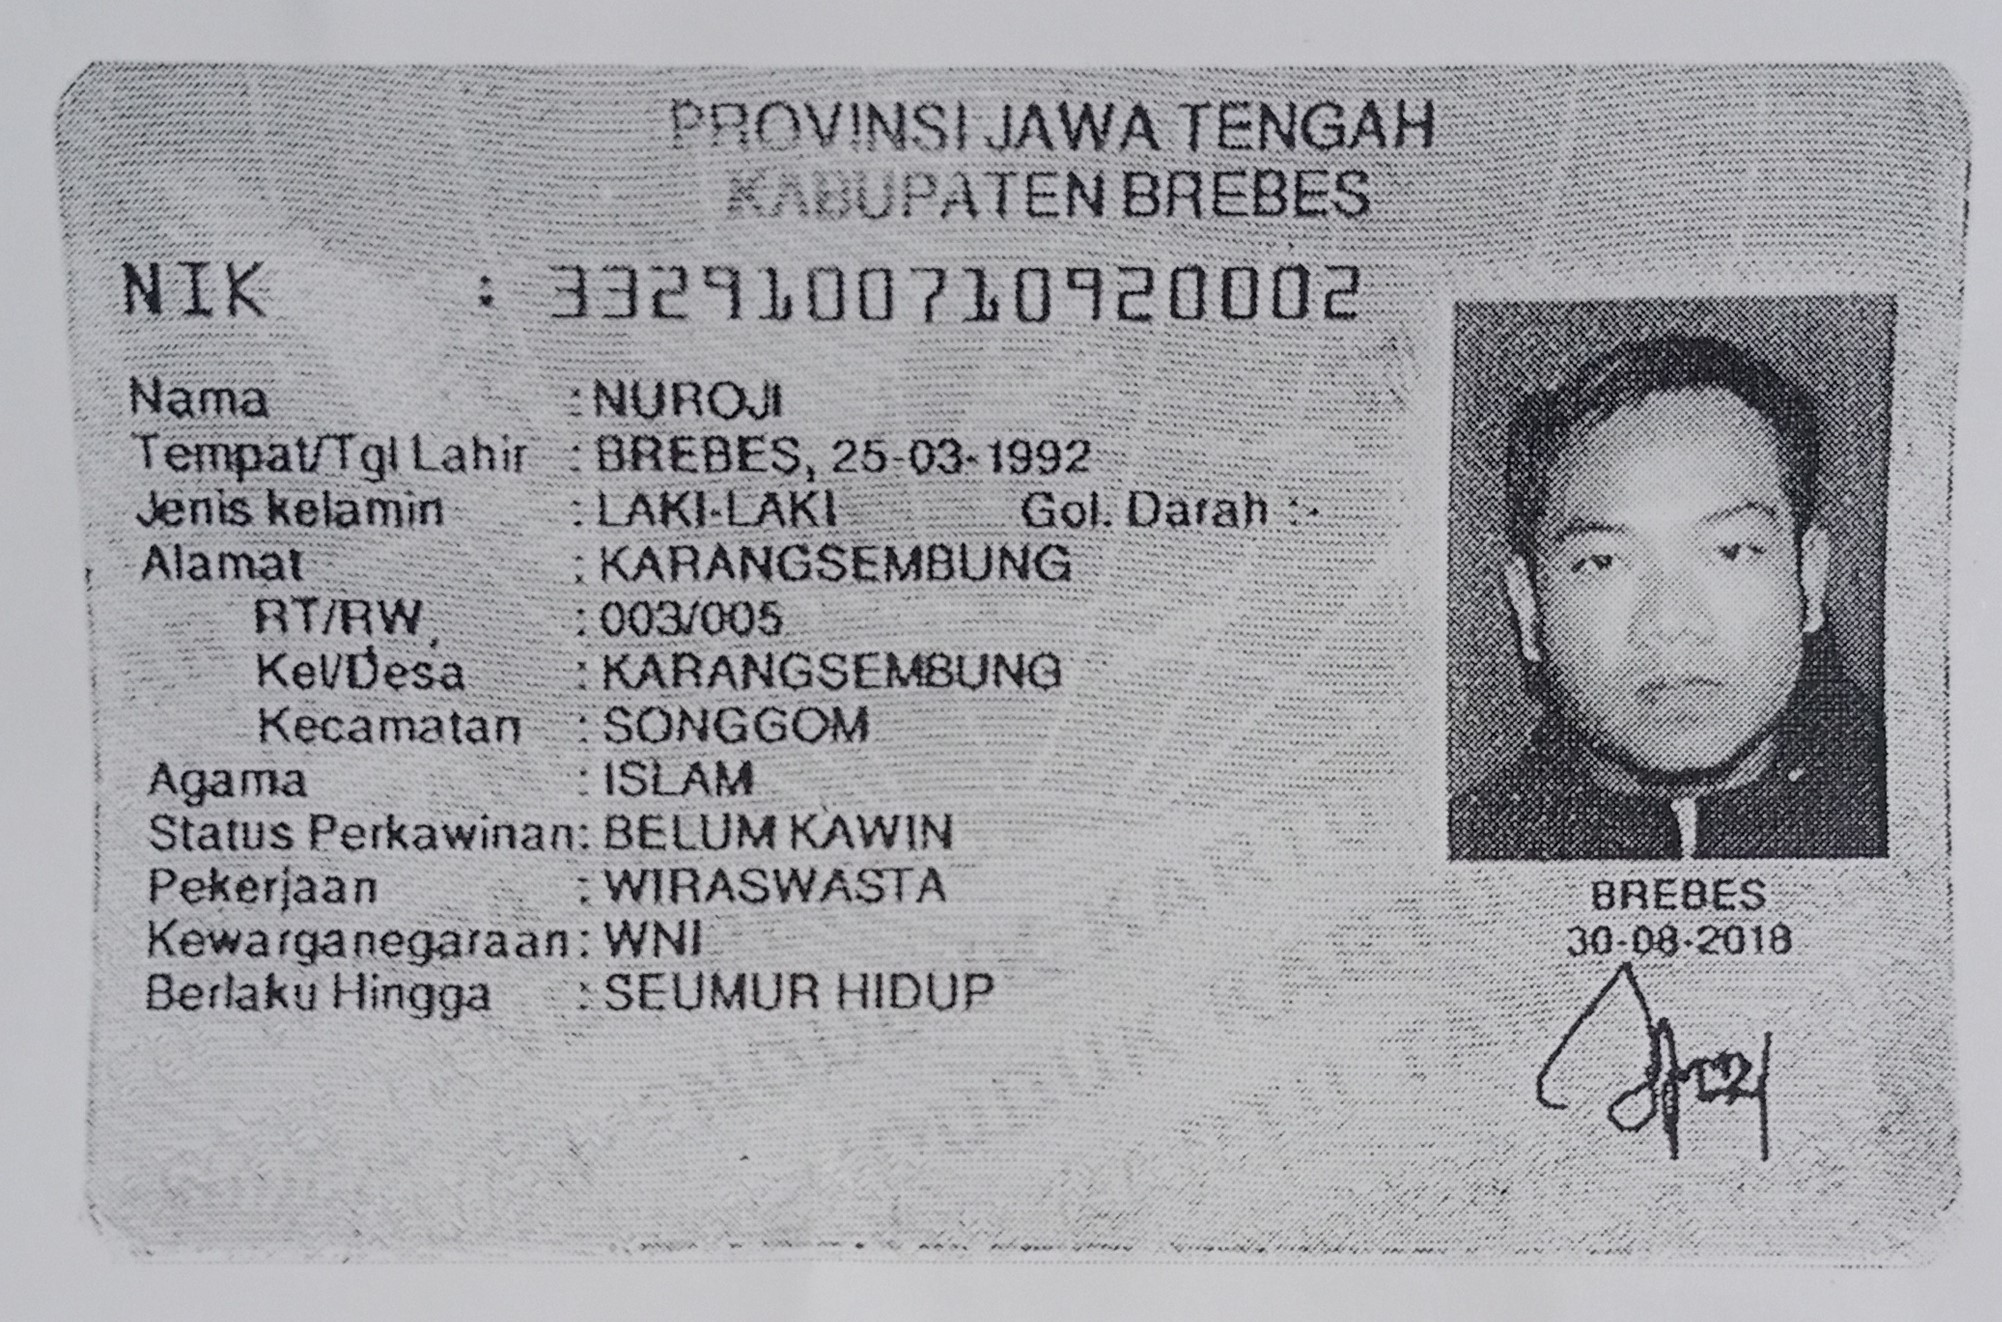 PROVINSI JAWA TENGAH
KABUPATEN BREBES
NIK : 3329100710920002
Nama : NUROJI
Tempat/Tgl Lahir : BREBES, 25-03-1992
Jenis kelamin : LAKI-LAKI Gol. Darah : -
Alamat : KARANGSEMBUNG
RT/RW : 003/005
Kel/Desa : KARANGSEMBUNG
Kecamatan : SONGGOM
Agama : ISLAM
Status Perkawinan : BELUM KAWIN
Pekerjaan : WIRASWASTA
Kewarganegaraan : WNI
Berlaku Hingga : SEUMUR HIDUP
BREBES
30-08-2018